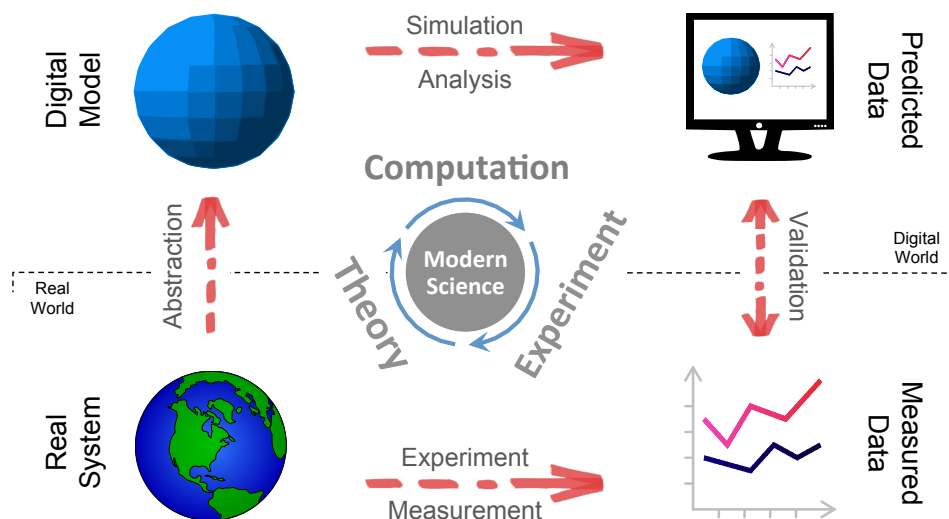 Digital
Model
Simulation
Analysis
Predicted
Data
Computation
Abstraction
Theory
Modern
Science
Experiment
Validation
Digital
World
Real
World
Real
System
Experiment
Measurement
Measured
Data